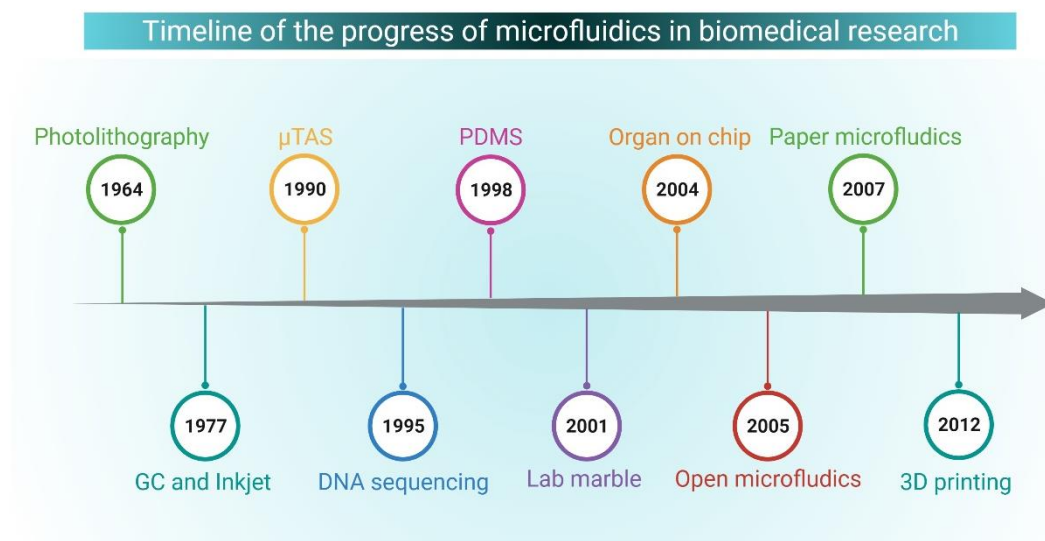 Timeline of the progress of microfluidics in biomedical research
Photolithography
µTAS
PDMS
Organ on chip
Paper microfludics
1964
1990
1998
2004
2007
1977
1995
2001
2005
2012
GC and Inkjet
DNA sequencing
Lab marble
Open microfludics
3D printing